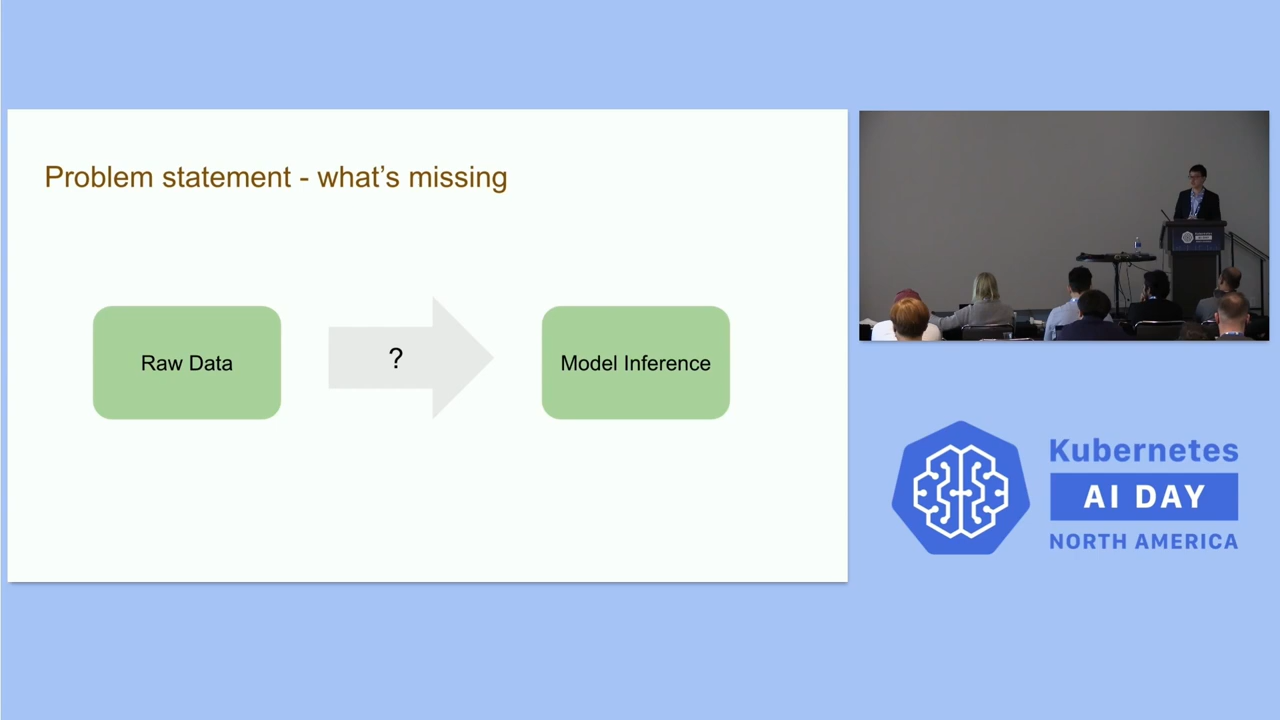 Problem statement - what's missing
Raw Data
?
Model Inference
Kubernetes
AI DAY
NORTH AMERICA